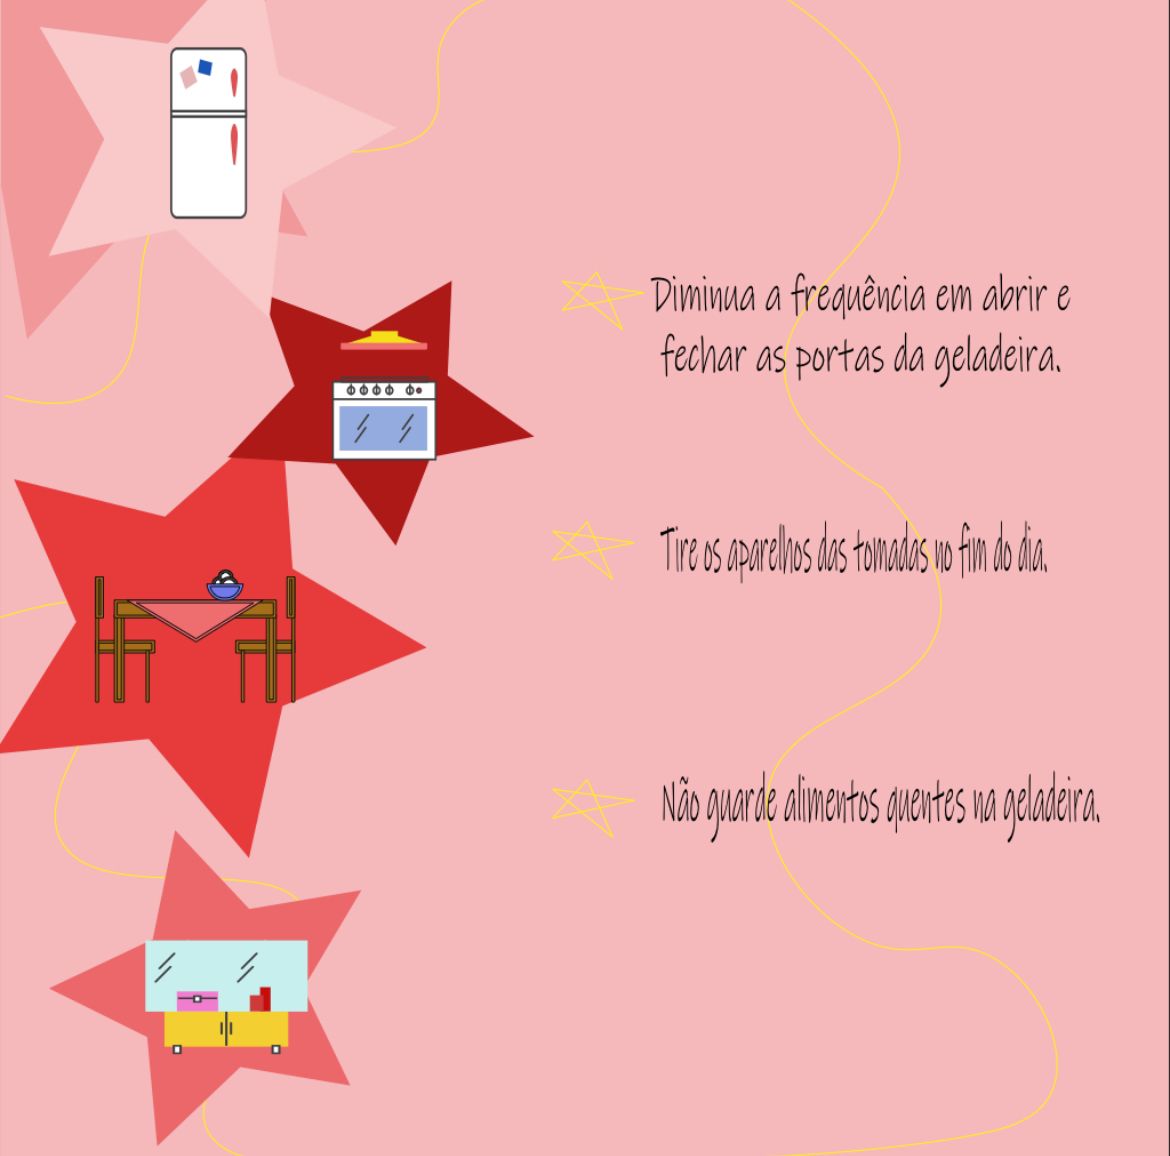 Diminua a frequência em abrir e
fechar as portas da geladeira.
Tire os aparelhos das tomadas no fim do dia.
Não guarde alimentos quentes na geladeira.